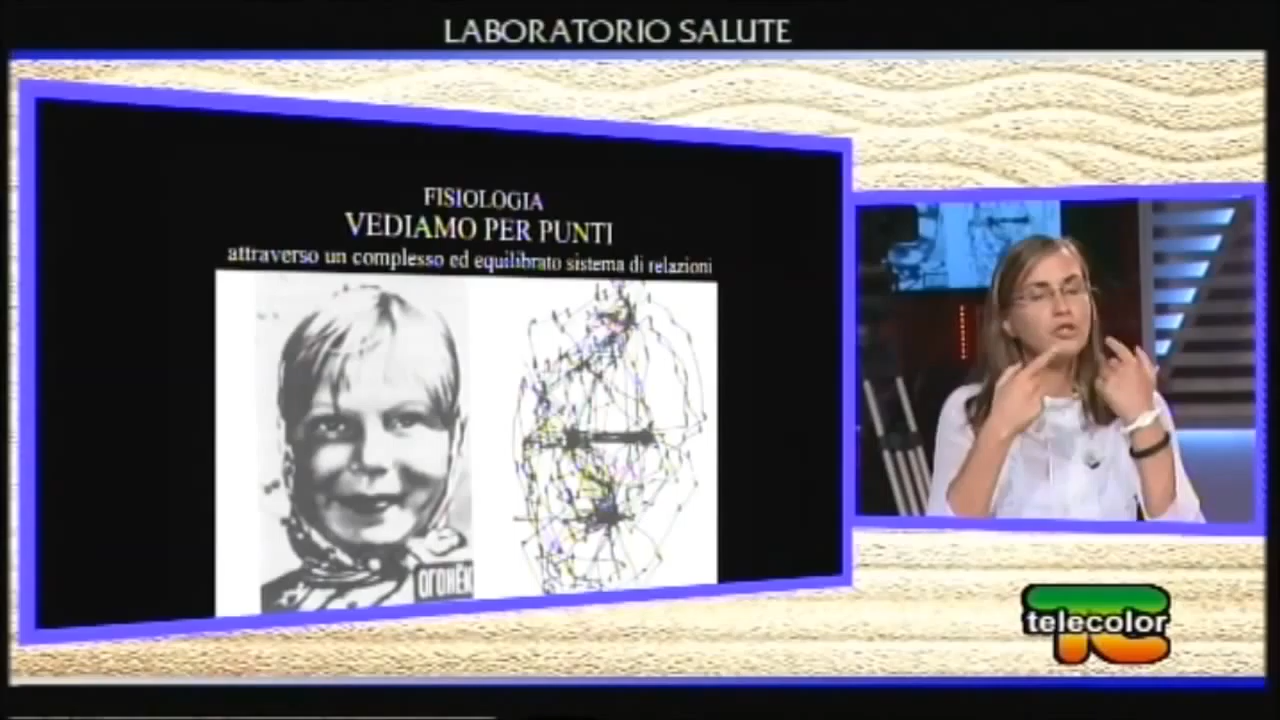 LABORATORIO SALUTE
FISIOLOGIA
VEDIAMO PER PUNTI
attraverso un complesso ed equilibrato sistema di relazioni
ОГОНЁК
telecolor